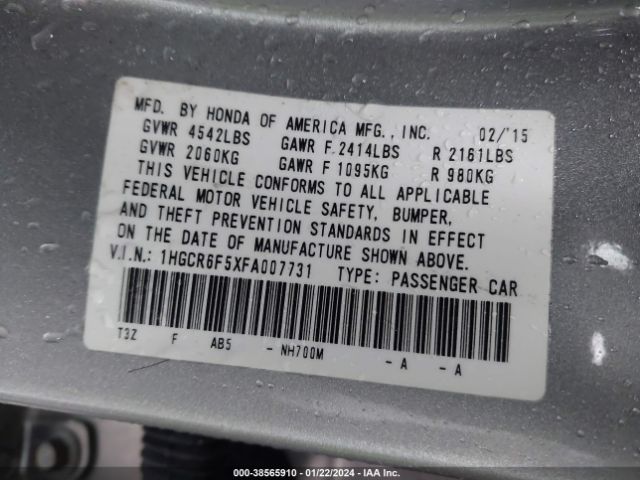 MFD. BY HONDA OF AMERICA MFG., INC. 02/'15
GVWR 4542LBS GAWR F 2414LBS R 2161LBS
GVWR 2060KG GAWR F 1095KG R 980KG
THIS VEHICLE CONFORMS TO ALL APPLICABLE
FEDERAL MOTOR VEHICLE SAFETY, BUMPER,
AND THEFT PREVENTION STANDARDS IN EFFECT
ON THE DATE OF MANUFACTURE SHOWN ABOVE.
V.I.N.: 1HGCR6F5XFA007731 TYPE: PASSENGER CAR
T3Z F AB5 - NH700M - A - A
000-38565910 - 01/22/2024 - IAA Inc.